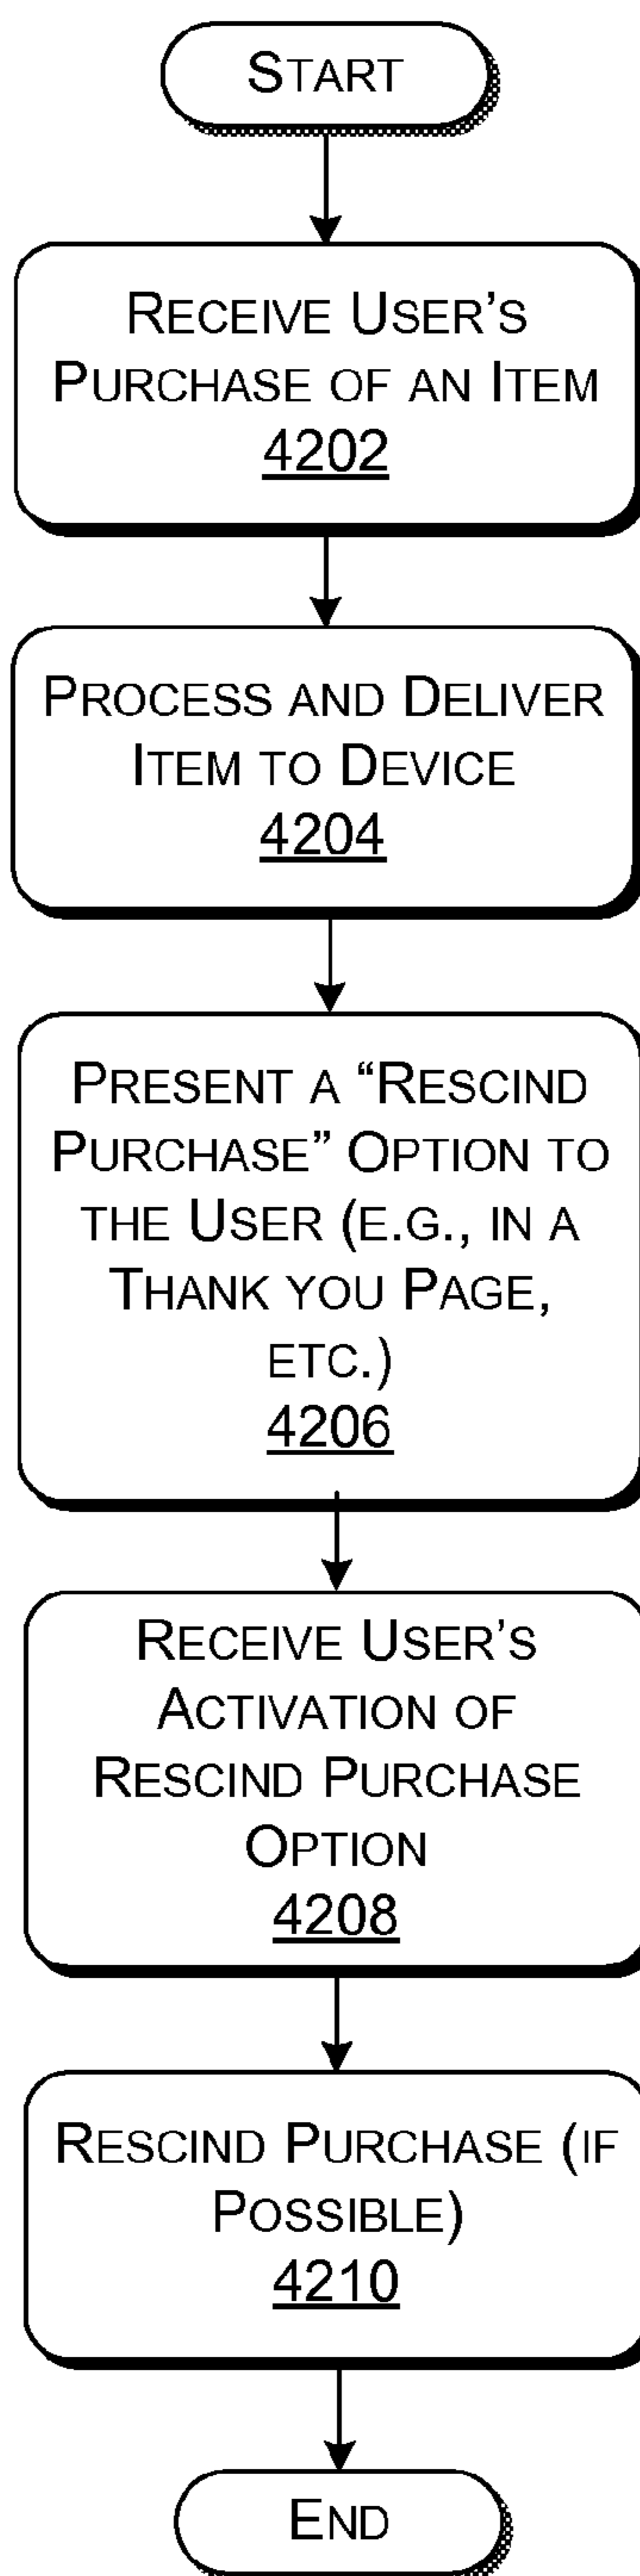 START
RECEIVE USER'S
PURCHASE OF AN ITEM
4202
PROCESS AND DELIVER
ITEM TO DEVICE
4204
PRESENT A “RESCIND
PURCHASE” OPTION TO
THE USER (E.G., IN A
THANK YOU PAGE,
ETC.)
4206
RECEIVE USER'S
ACTIVATION OF
RESCIND PURCHASE
OPTION
4208
RESCIND PURCHASE (IF
POSSIBLE)
4210
END